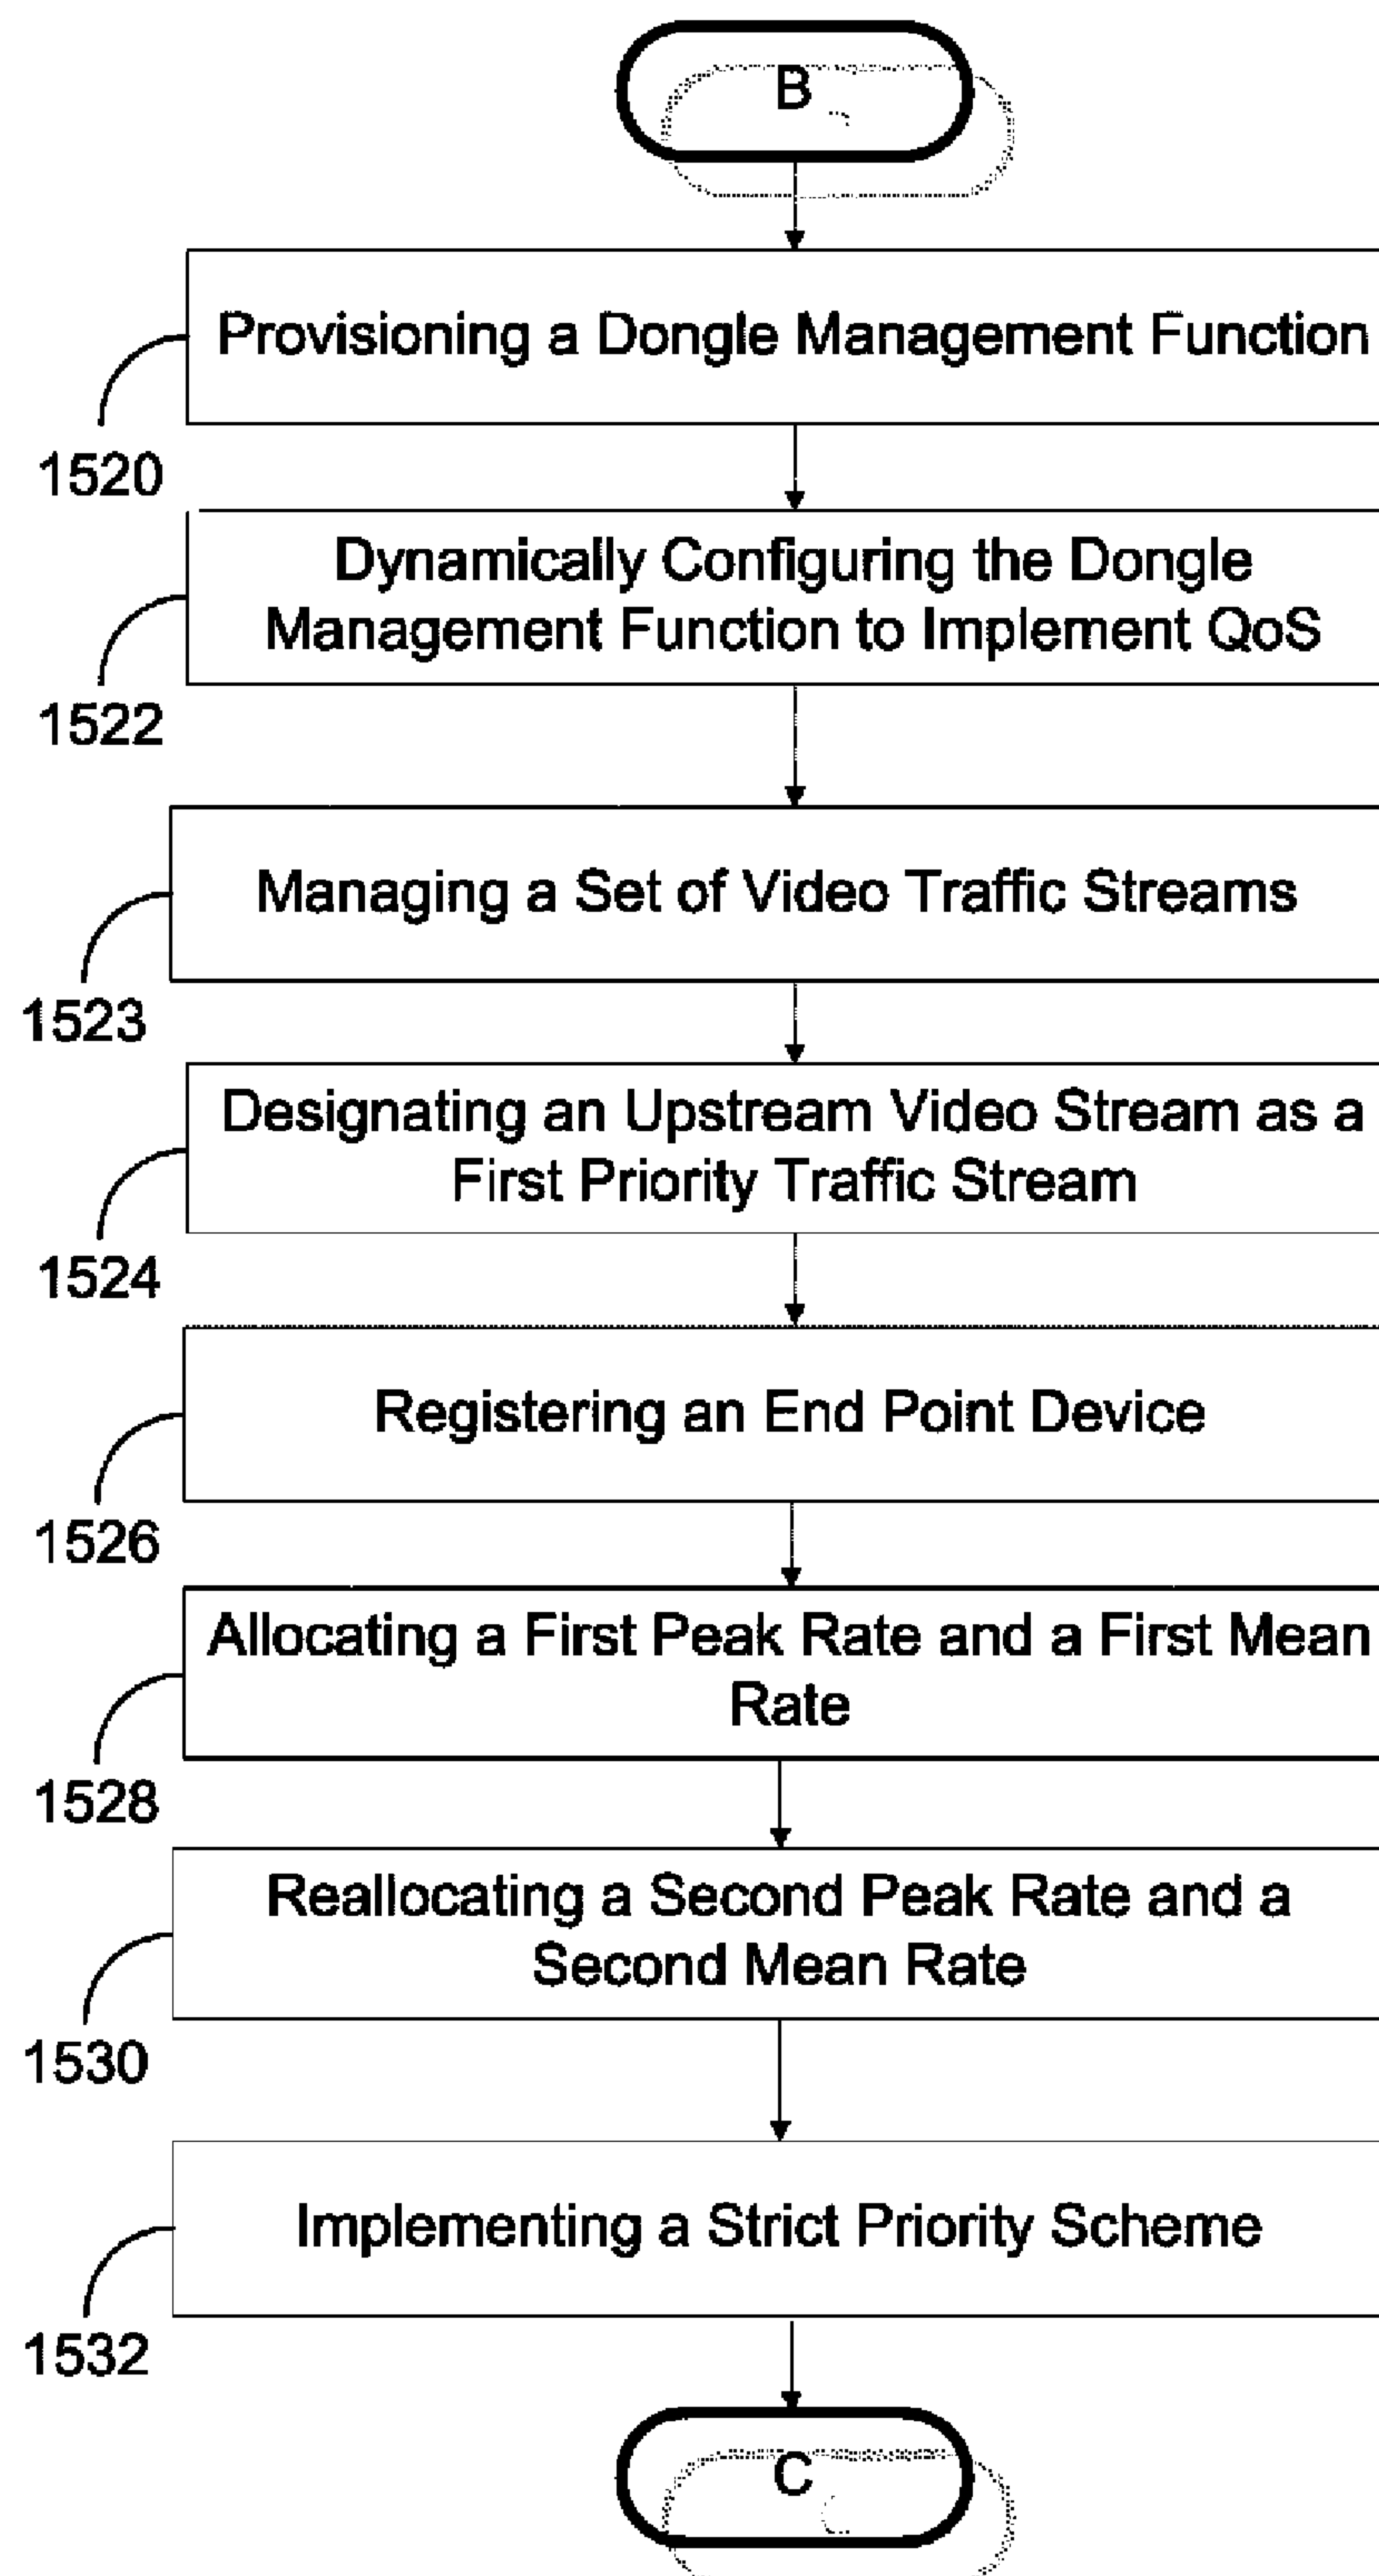 B
Provisioning a Dongle Management Function
1520
Dynamically Configuring the Dongle
Management Function to Implement QoS
1522
Managing a Set of Video Traffic Streams
1523
Designating an Upstream Video Stream as a
First Priority Traffic Stream
1524
Registering an End Point Device
1526
Allocating a First Peak Rate and a First Mean
Rate
1528
Reallocating a Second Peak Rate and a
Second Mean Rate
1530
Implementing a Strict Priority Scheme
1532
C